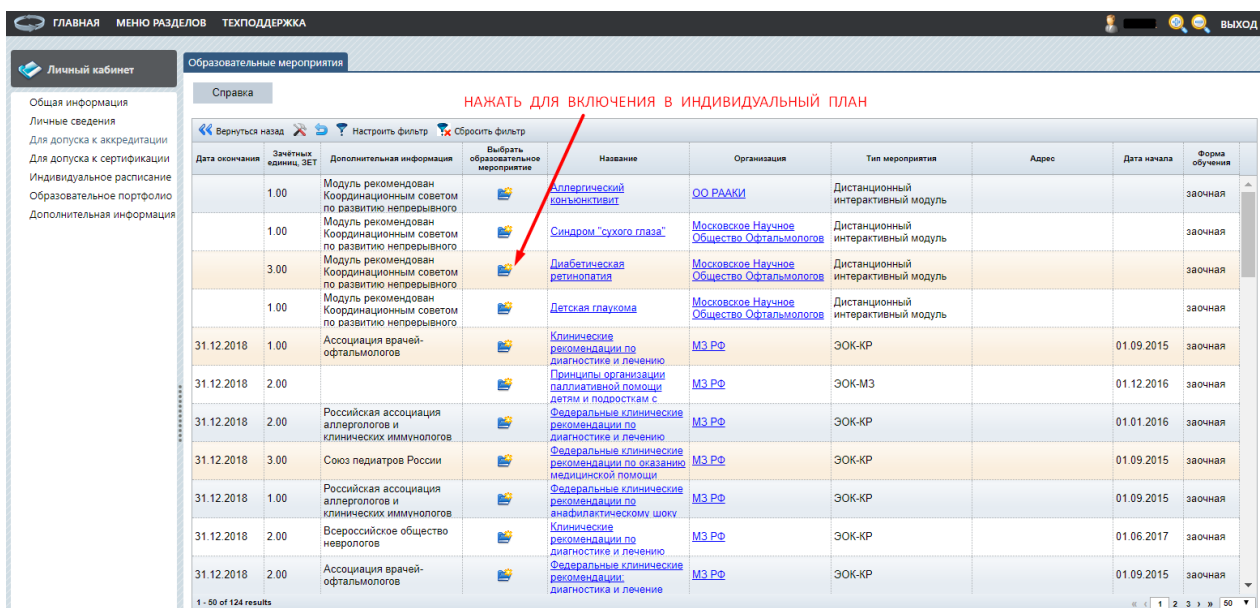 ГЛАВНАЯ МЕНЮ РАЗДЕЛОВ ТЕХПОДДЕРЖКА ВЫХОД
Личный кабинет
Общая информация
Личные сведения
Для допуска к аккредитации
Для допуска к сертификации
Индивидуальное расписание
Образовательное портфолио
Дополнительная информация
Образовательные мероприятия
Справка
НАЖАТЬ ДЛЯ ВКЛЮЧЕНИЯ В ИНДИВИДУАЛЬНЫЙ ПЛАН
Вернуться назад Настроить фильтр Сбросить фильтр
Дата окончания
Зачётных
единиц, ЗЕТ
Дополнительная информация
Выбрать
образовательное
мероприятие
Название
Организация
Тип мероприятия
Адрес
Дата начала
Форма
обучения
1.00
Модуль рекомендован
Координационным советом
по развитию непрерывного
Аллергический
конъюнктивит
ОО РААКИ
Дистанционный
интерактивный модуль
заочная
1.00
Модуль рекомендован
Координационным советом
по развитию непрерывного
Синдром "сухого глаза"
Московское Научное
Общество Офтальмологов
Дистанционный
интерактивный модуль
заочная
3.00
Модуль рекомендован
Координационным советом
по развитию непрерывного
Диабетическая
ретинопатия
Московское Научное
Общество Офтальмологов
Дистанционный
интерактивный модуль
заочная
1.00
Модуль рекомендован
Координационным советом
по развитию непрерывного
Детская глаукома
Московское Научное
Общество Офтальмологов
Дистанционный
интерактивный модуль
заочная
31.12.2018
1.00
Ассоциация врачей-
офтальмологов
Клинические
рекомендации по
диагностике и лечению
МЗ РФ
ЭОК-КР
01.09.2015
заочная
31.12.2018
2.00
Принципы организации
паллиативной помощи
детям и подросткам с
МЗ РФ
ЭОК-МЗ
01.12.2016
заочная
31.12.2018
2.00
Российская ассоциация
аллергологов и
клинических иммунологов
Федеральные клинические
рекомендации по
диагностике и лечению
МЗ РФ
ЭОК-КР
01.01.2016
заочная
31.12.2018
3.00
Союз педиатров России
Федеральные клинические
рекомендации по оказанию
медицинской помощи
МЗ РФ
ЭОК-КР
01.09.2015
заочная
31.12.2018
1.00
Российская ассоциация
аллергологов и
клинических иммунологов
Федеральные клинические
рекомендации по
анафилактическому шоку
МЗ РФ
ЭОК-КР
01.09.2015
заочная
31.12.2018
2.00
Всероссийское общество
неврологов
Клинические
рекомендации по
диагностике и лечению
МЗ РФ
ЭОК-КР
01.06.2017
заочная
31.12.2018
2.00
Ассоциация врачей-
офтальмологов
Федеральные клинические
рекомендации:
диагностика и лечение
МЗ РФ
ЭОК-КР
01.09.2015
заочная
1 - 50 of 124 results
1 2 3 50